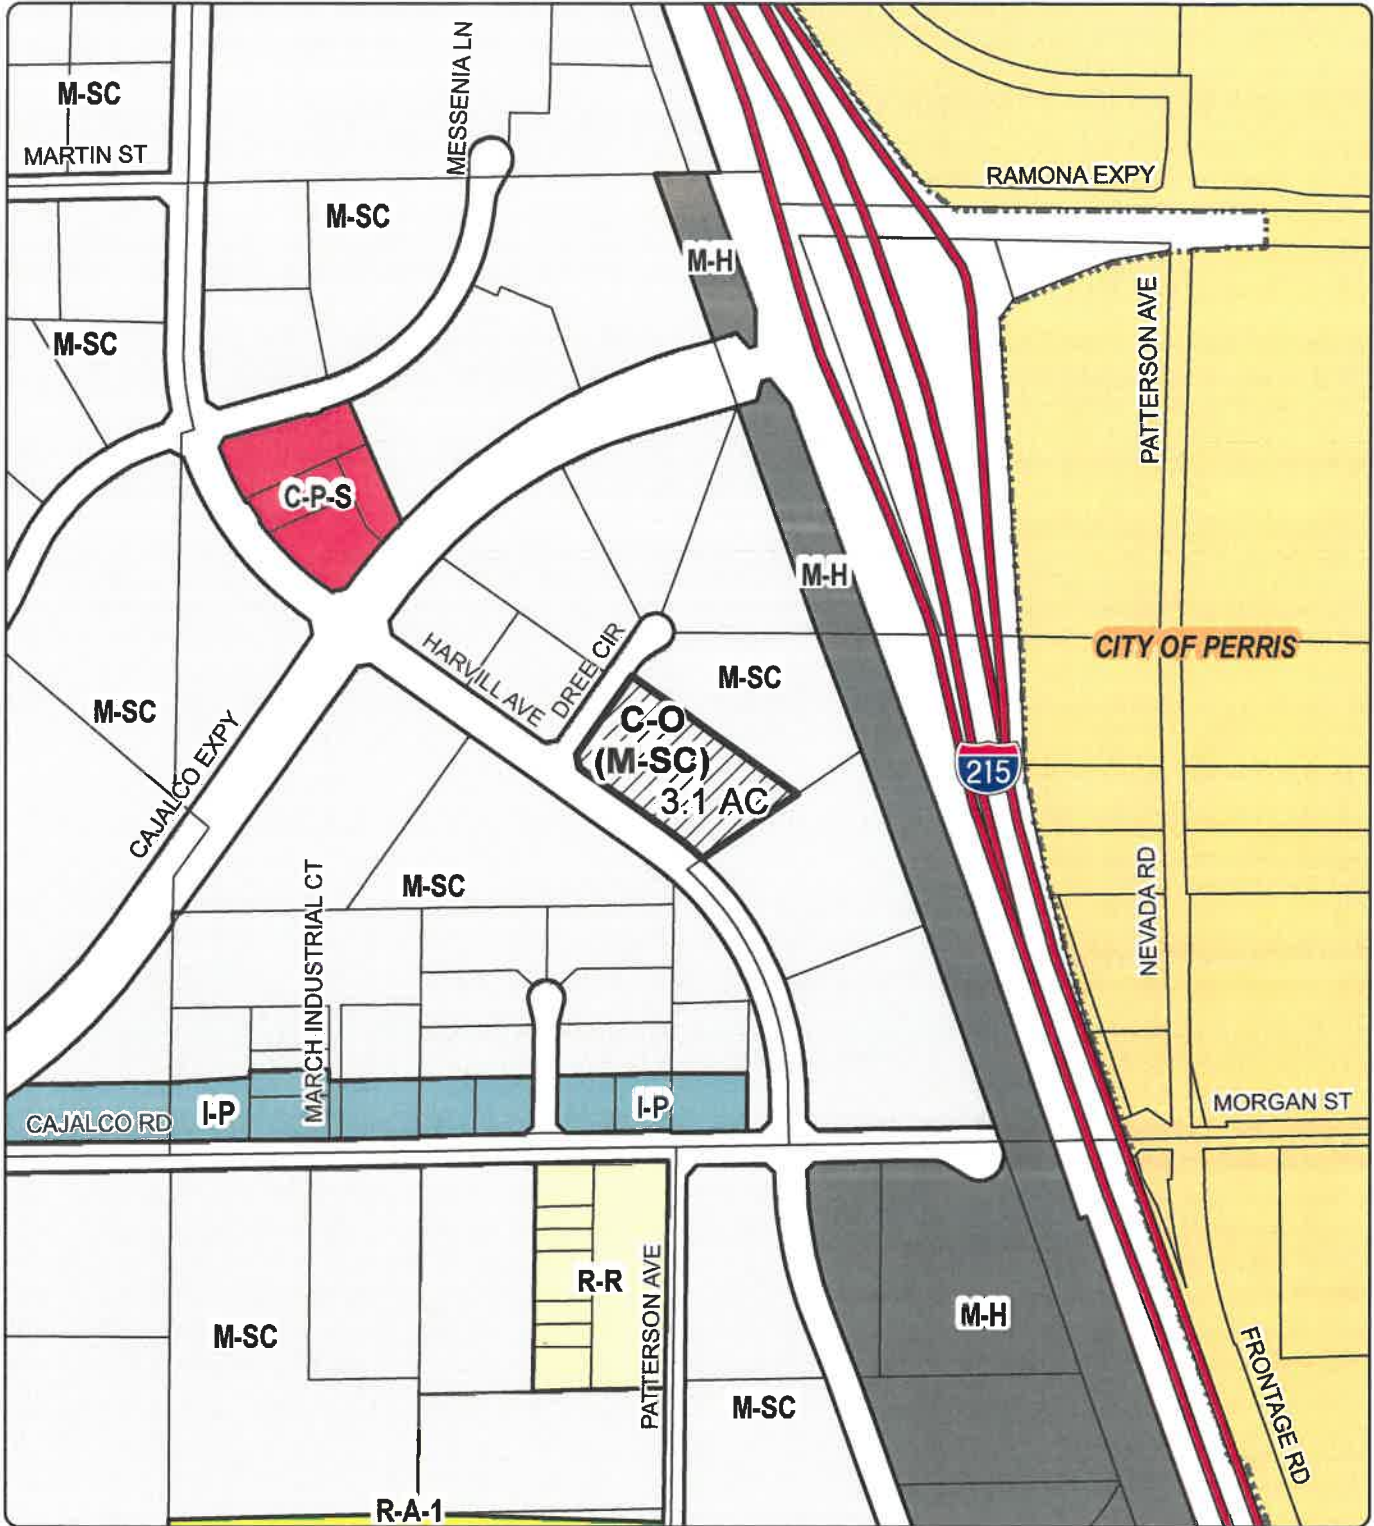 MESSENIA LN
M-SC
MARTIN ST
RAMONA EXPY
M-SC
M-H
M-SC
PATTERSON AVE
C-P-S
M-H
CITY OF PERRIS
HARVILL AVE
DREE CIR
M-SC
M-SC
C-O
(M-SC)
3.1 AC
215
CAJALCO EXPY
M-SC
MARCH INDUSTRIAL CT
NEVADA RD
I-P
I-P
CAJALCO RD
MORGAN ST
R-R
PATTERSON AVE
M-SC
M-H
FRONTAGE RD
M-SC
R-A-1